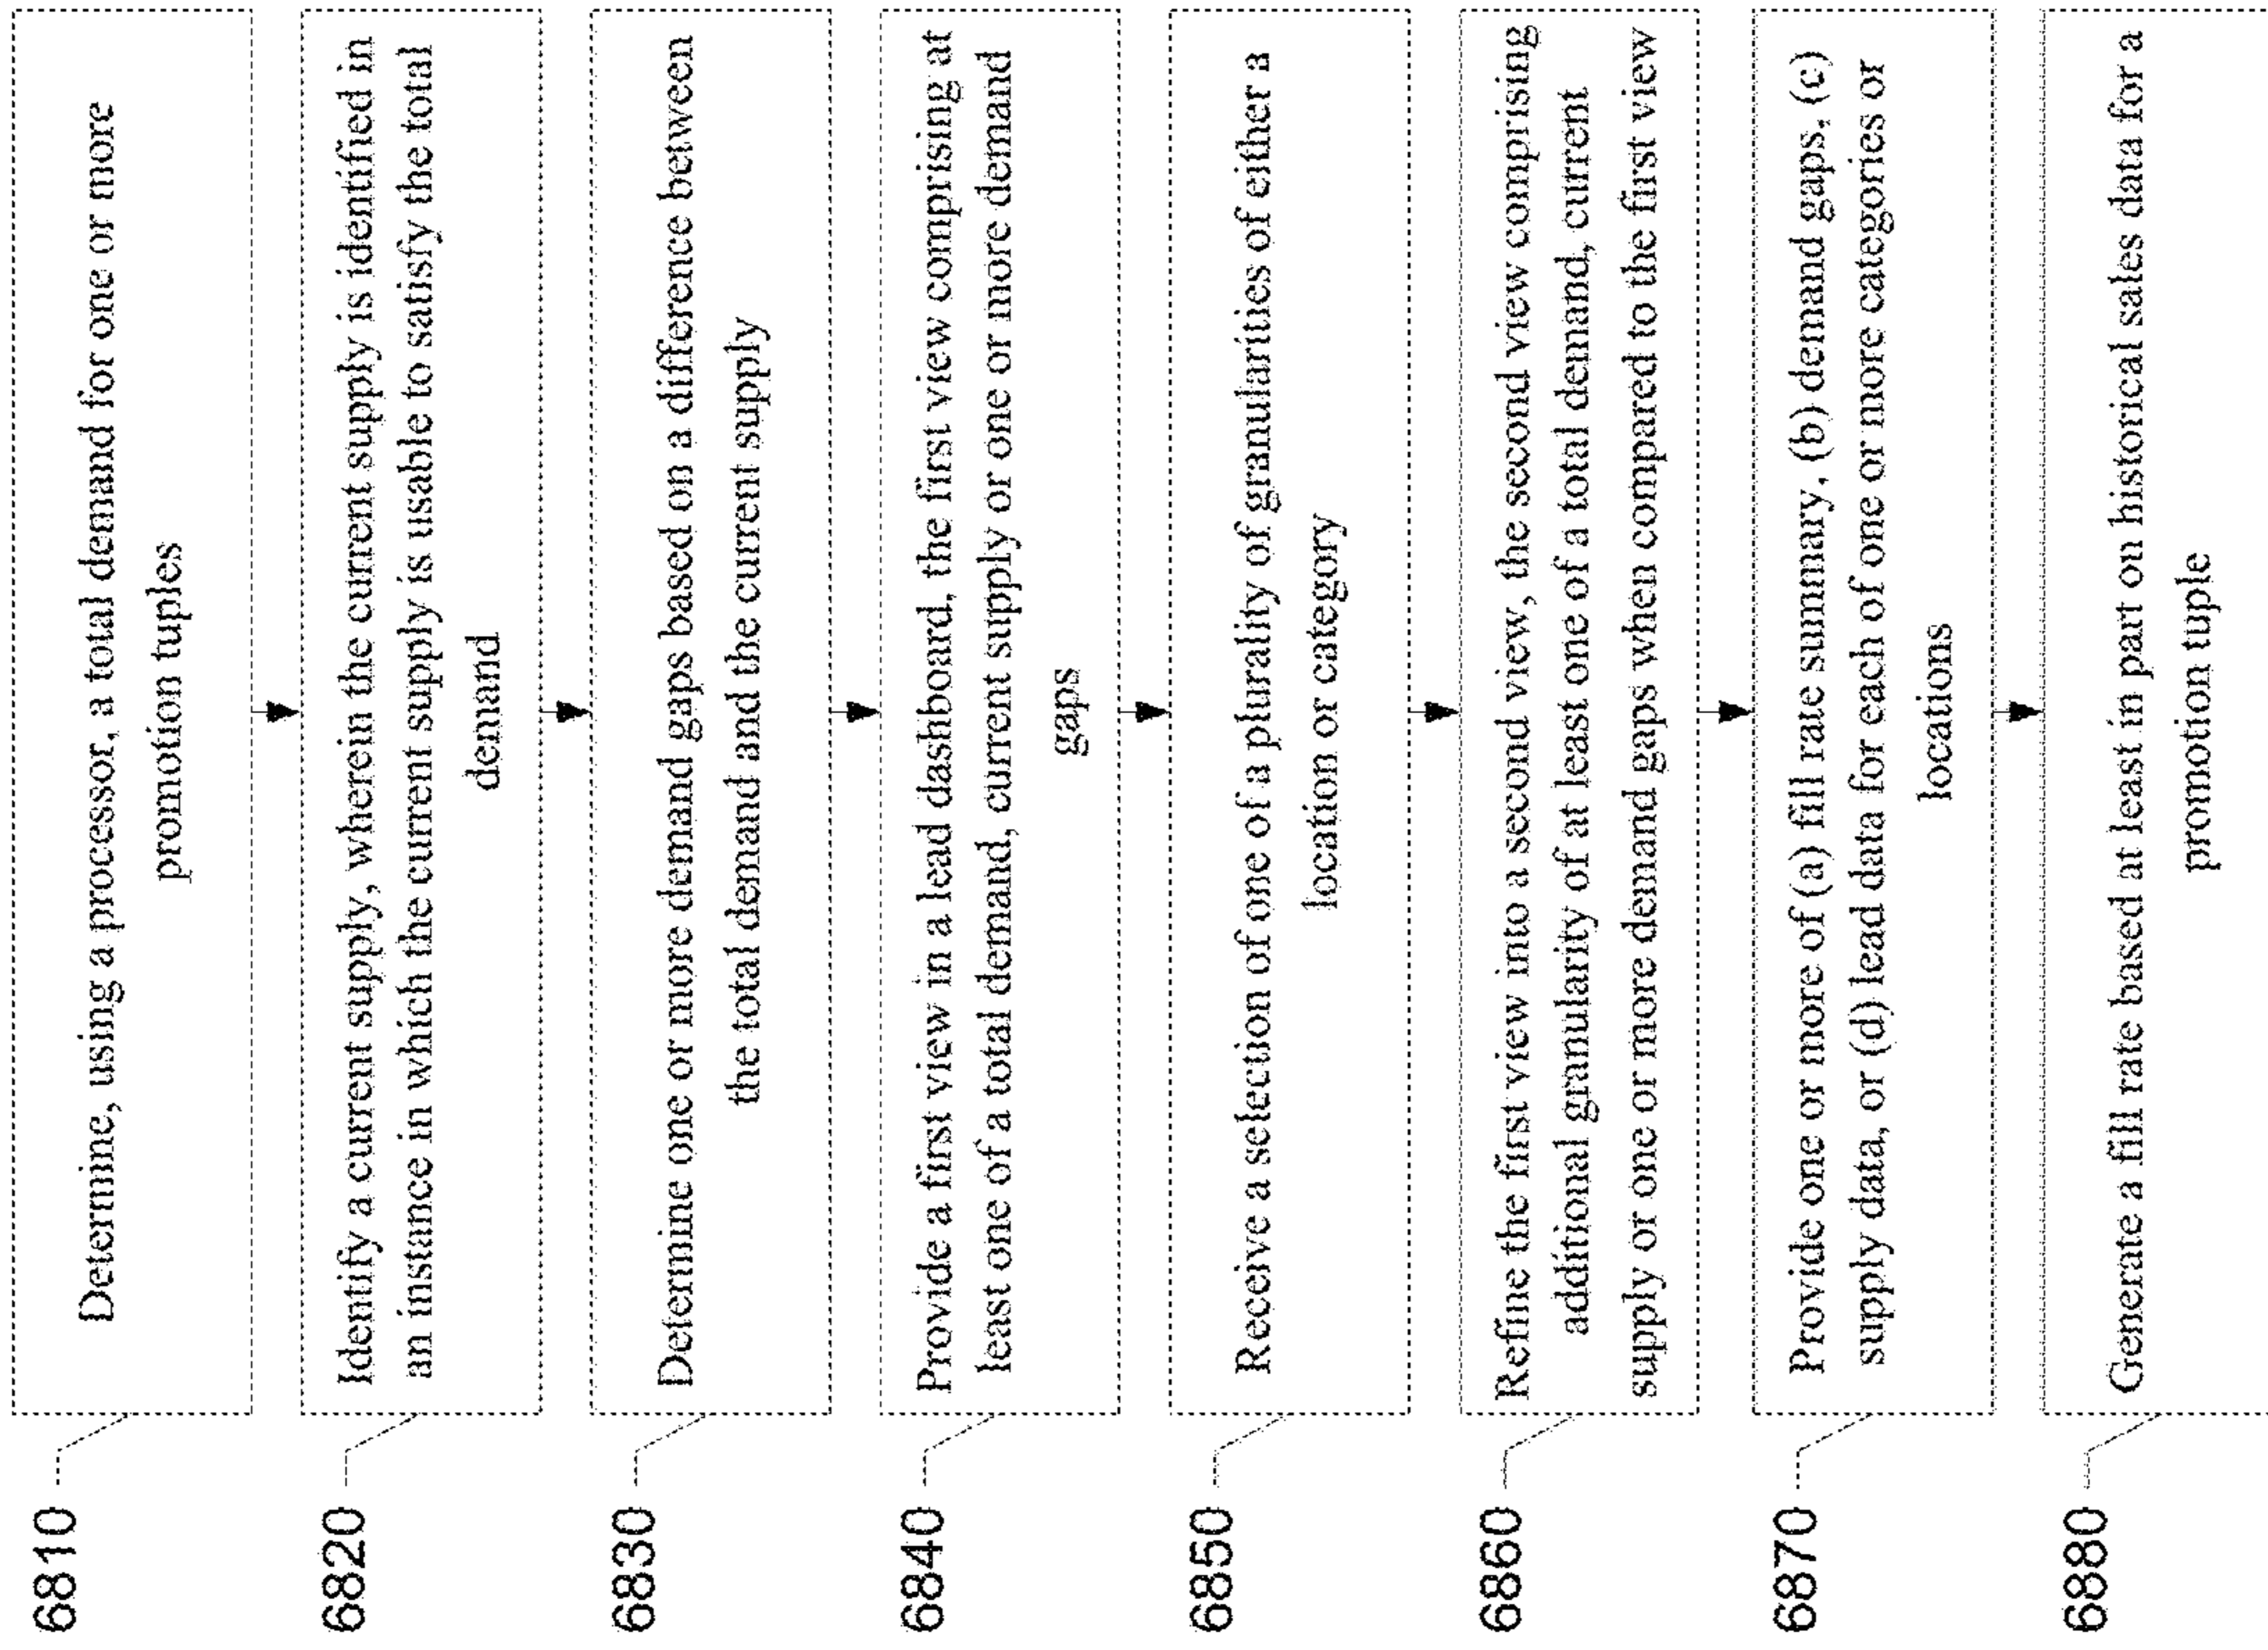 6810
Determine, using a processor, a total demand for one or more
promotion tuples
6820
Identify a current supply, wherein the current supply is identified in
an instance in which the current supply is usable to satisfy the total
demand
6830
Determine one or more demand gaps based on a difference between
the total demand and the current supply
6840
Provide a first view in a lead dashboard, the first view comprising at
least one of a total demand, current supply or one or more demand
gaps
6850
Receive a selection of one of a plurality of granularities of either a
location or category
6860
Refine the first view into a second view, the second view comprising
additional granularity of at least one of a total demand, current
supply or one or more demand gaps when compared to the first view
6870
Provide one or more of (a) fill rate summary, (b) demand gaps, (c)
supply data, or (d) lead data for each of one or more categories or
locations
6880
Generate a fill rate based at least in part on historical sales data for a
promotion tuple